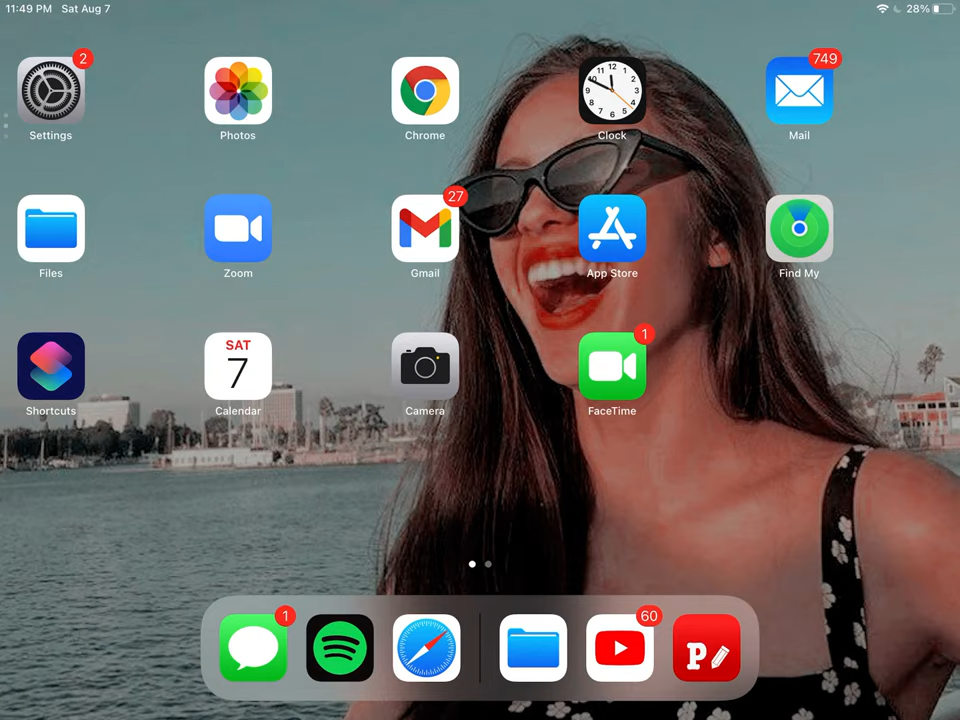 11:49 PM Sat Aug 7
28%
2
749
Settings
Photos
Chrome
Clock
Mail
27
Files
Zoom
Gmail
App Store
Find My
SAT
7
1
Shortcuts
Calendar
Camera
FaceTime
1
60
P